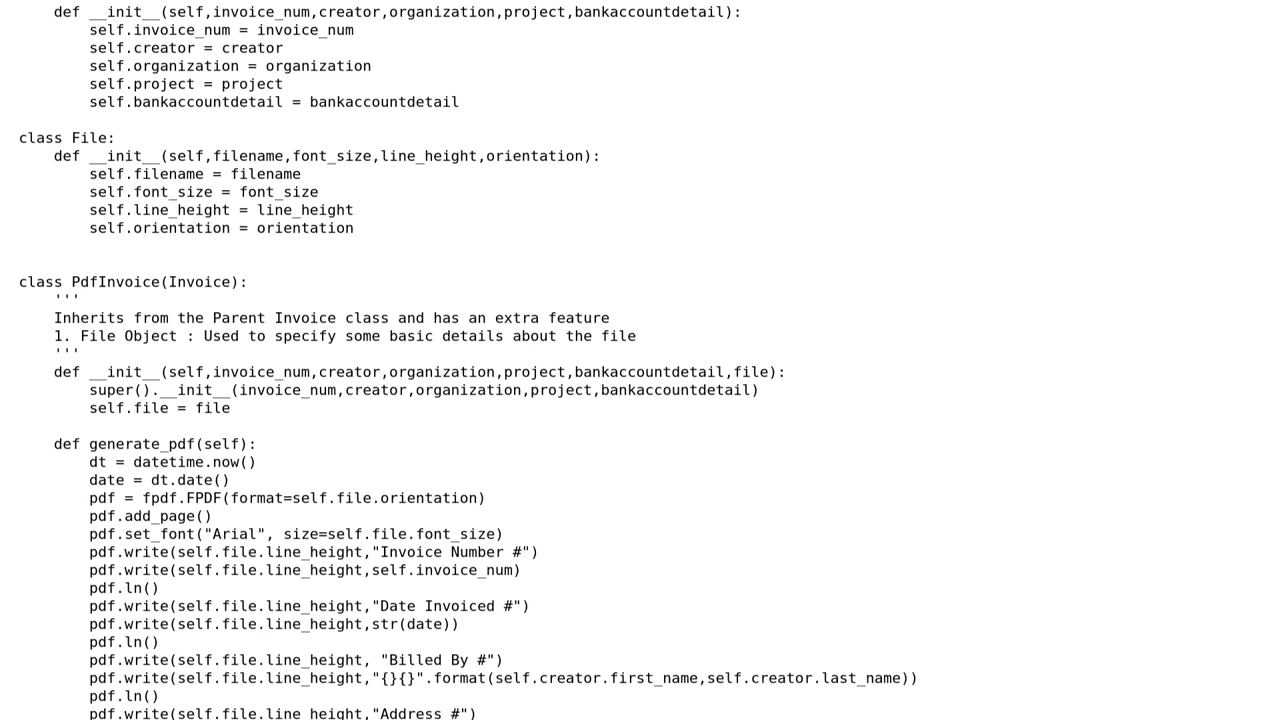 def __init__(self,invoice_num,creator,organization,project,bankaccountdetail):
        self.invoice_num = invoice_num
        self.creator = creator
        self.organization = organization
        self.project = project
        self.bankaccountdetail = bankaccountdetail

class File:
    def __init__(self,filename,font_size,line_height,orientation):
        self.filename = filename
        self.font_size = font_size
        self.line_height = line_height
        self.orientation = orientation


class PdfInvoice(Invoice):
    '''
    Inherits from the Parent Invoice class and has an extra feature
    1. File Object : Used to specify some basic details about the file
    '''
    def __init__(self,invoice_num,creator,organization,project,bankaccountdetail,file):
        super().__init__(invoice_num,creator,organization,project,bankaccountdetail)
        self.file = file

    def generate_pdf(self):
        dt = datetime.now()
        date = dt.date()
        pdf = fpdf.FPDF(format=self.file.orientation)
        pdf.add_page()
        pdf.set_font("Arial", size=self.file.font_size)
        pdf.write(self.file.line_height,"Invoice Number #")
        pdf.write(self.file.line_height,self.invoice_num)
        pdf.ln()
        pdf.write(self.file.line_height,"Date Invoiced #")
        pdf.write(self.file.line_height,str(date))
        pdf.ln()
        pdf.write(self.file.line_height, "Billed By #")
        pdf.write(self.file.line_height,"{}{}".format(self.creator.first_name,self.creator.last_name))
        pdf.ln()
        pdf.write(self.file.line_height,"Address #")